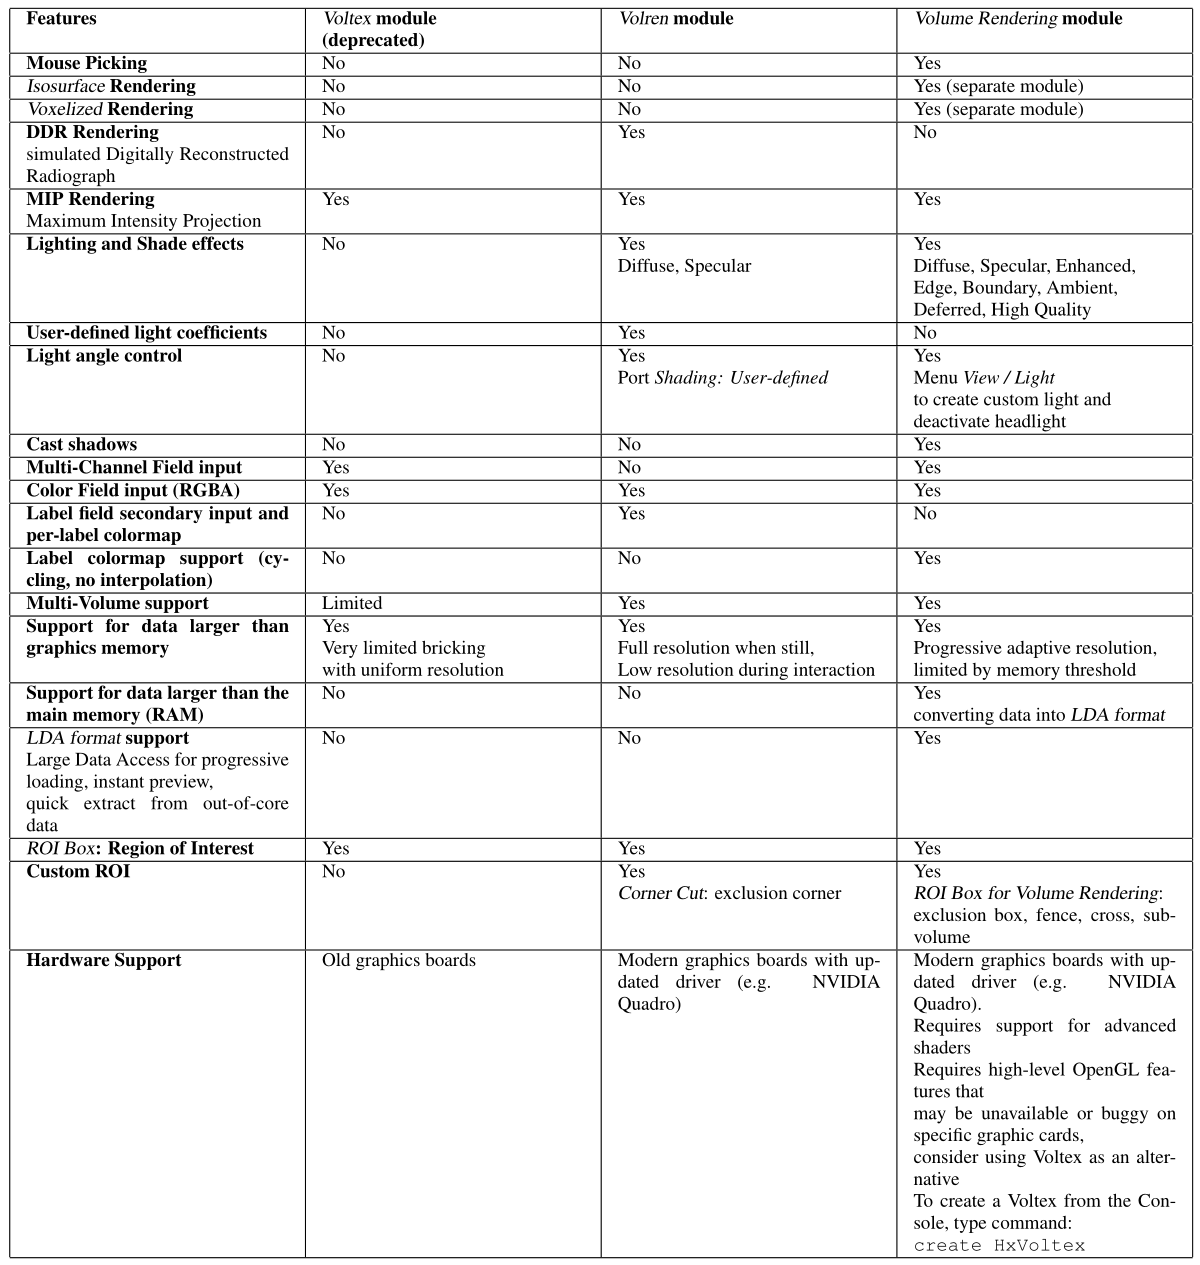 Features
Voltex module
(deprecated)
Volren module
Volume Rendering module
Mouse Picking
No
No
Yes
Isosurface Rendering
No
No
Yes (separate module)
Voxelized Rendering
No
No
Yes (separate module)
DDR Rendering
simulated Digitally Reconstructed
Radiograph
No
Yes
No
MIP Rendering
Maximum Intensity Projection
Yes
Yes
Yes
Lighting and Shade effects
No
Yes
Diffuse, Specular
Yes
Diffuse, Specular, Enhanced,
Edge, Boundary, Ambient,
Deferred, High Quality
User-defined light coefficients
No
Yes
No
Light angle control
No
Yes
Port Shading: User-defined
Yes
Menu View / Light
to create custom light and
deactivate headlight
Cast shadows
No
No
Yes
Multi-Channel Field input
Yes
No
Yes
Color Field input (RGBA)
Yes
Yes
Yes
Label field secondary input and
per-label colormap
No
Yes
No
Label colormap support (cy-
cling, no interpolation)
No
No
Yes
Multi-Volume support
Limited
Yes
Yes
Support for data larger than
graphics memory
Yes
Very limited bricking
with uniform resolution
Yes
Full resolution when still,
Low resolution during interaction
Yes
Progressive adaptive resolution,
limited by memory threshold
Support for data larger than the
main memory (RAM)
No
No
Yes
converting data into LDA format
LDA format support
Large Data Access for progressive
loading, instant preview,
quick extract from out-of-core
data
No
No
Yes
ROI Box: Region of Interest
Yes
Yes
Yes
Custom ROI
No
Yes
Corner Cut: exclusion corner
Yes
ROI Box for Volume Rendering:
exclusion box, fence, cross, sub-
volume
Hardware Support
Old graphics boards
Modern graphics boards with up-
dated driver (e.g. NVIDIA
Quadro)
Modern graphics boards with up-
dated driver (e.g. NVIDIA
Quadro).
Requires support for advanced
shaders
Requires high-level OpenGL fea-
tures that
may be unavailable or buggy on
specific graphic cards,
consider using Voltex as an alter-
native
To create a Voltex from the Con-
sole, type command:
create HxVoltex